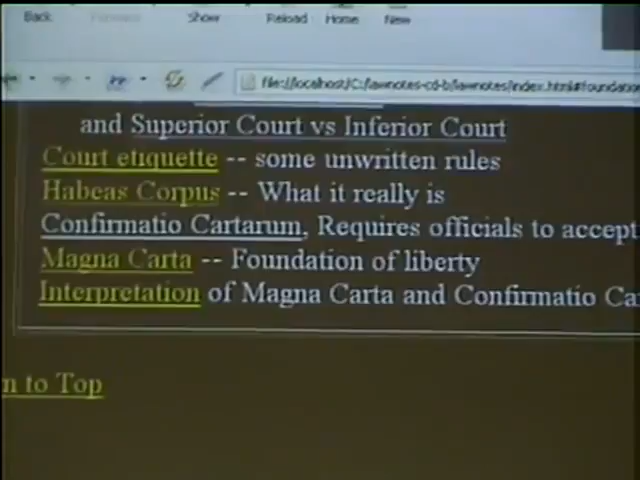 Back Forward Show Reload Home New
file://localhost/C:/lawnotes-cd-b/lawnotes/index.html#foundation
and Superior Court vs Inferior Court
Court etiquette -- some unwritten rules
Habeas Corpus -- What it really is
Confirmatio Cartarum, Requires officials to accept
Magna Carta -- Foundation of liberty
Interpretation of Magna Carta and Confirmatio Ca
n to Top